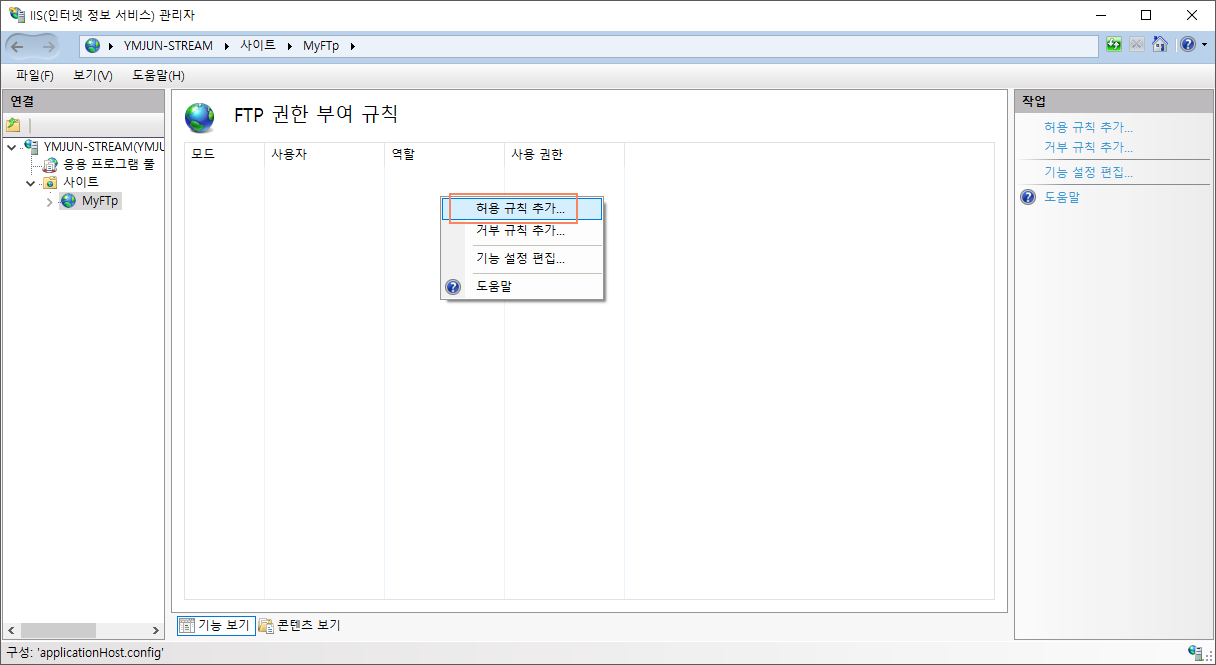 IIS(인터넷 정보 서비스) 관리자
YMJUN-STREAM 사이트 MyFTp
파일(F) 보기(V) 도움말(H)
연결
YMJUN-STREAM(YMJU
응용 프로그램 풀
사이트
MyFTp
FTP 권한 부여 규칙
모드 사용자 역할 사용 권한
허용 규칙 추가...
거부 규칙 추가...
기능 설정 편집...
도움말
기능 보기 콘텐츠 보기
작업
허용 규칙 추가...
거부 규칙 추가...
기능 설정 편집...
도움말
구성: 'applicationHost.config'